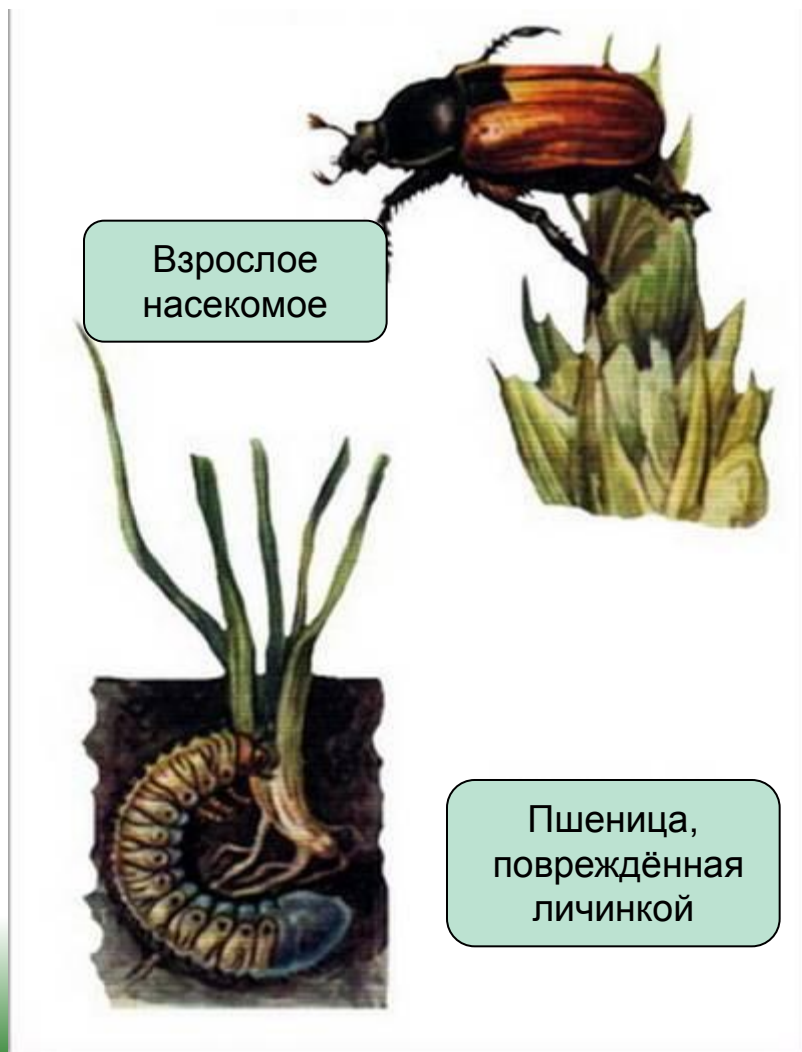 Взрослое
насекомое
Пшеница,
повреждённая
личинкой